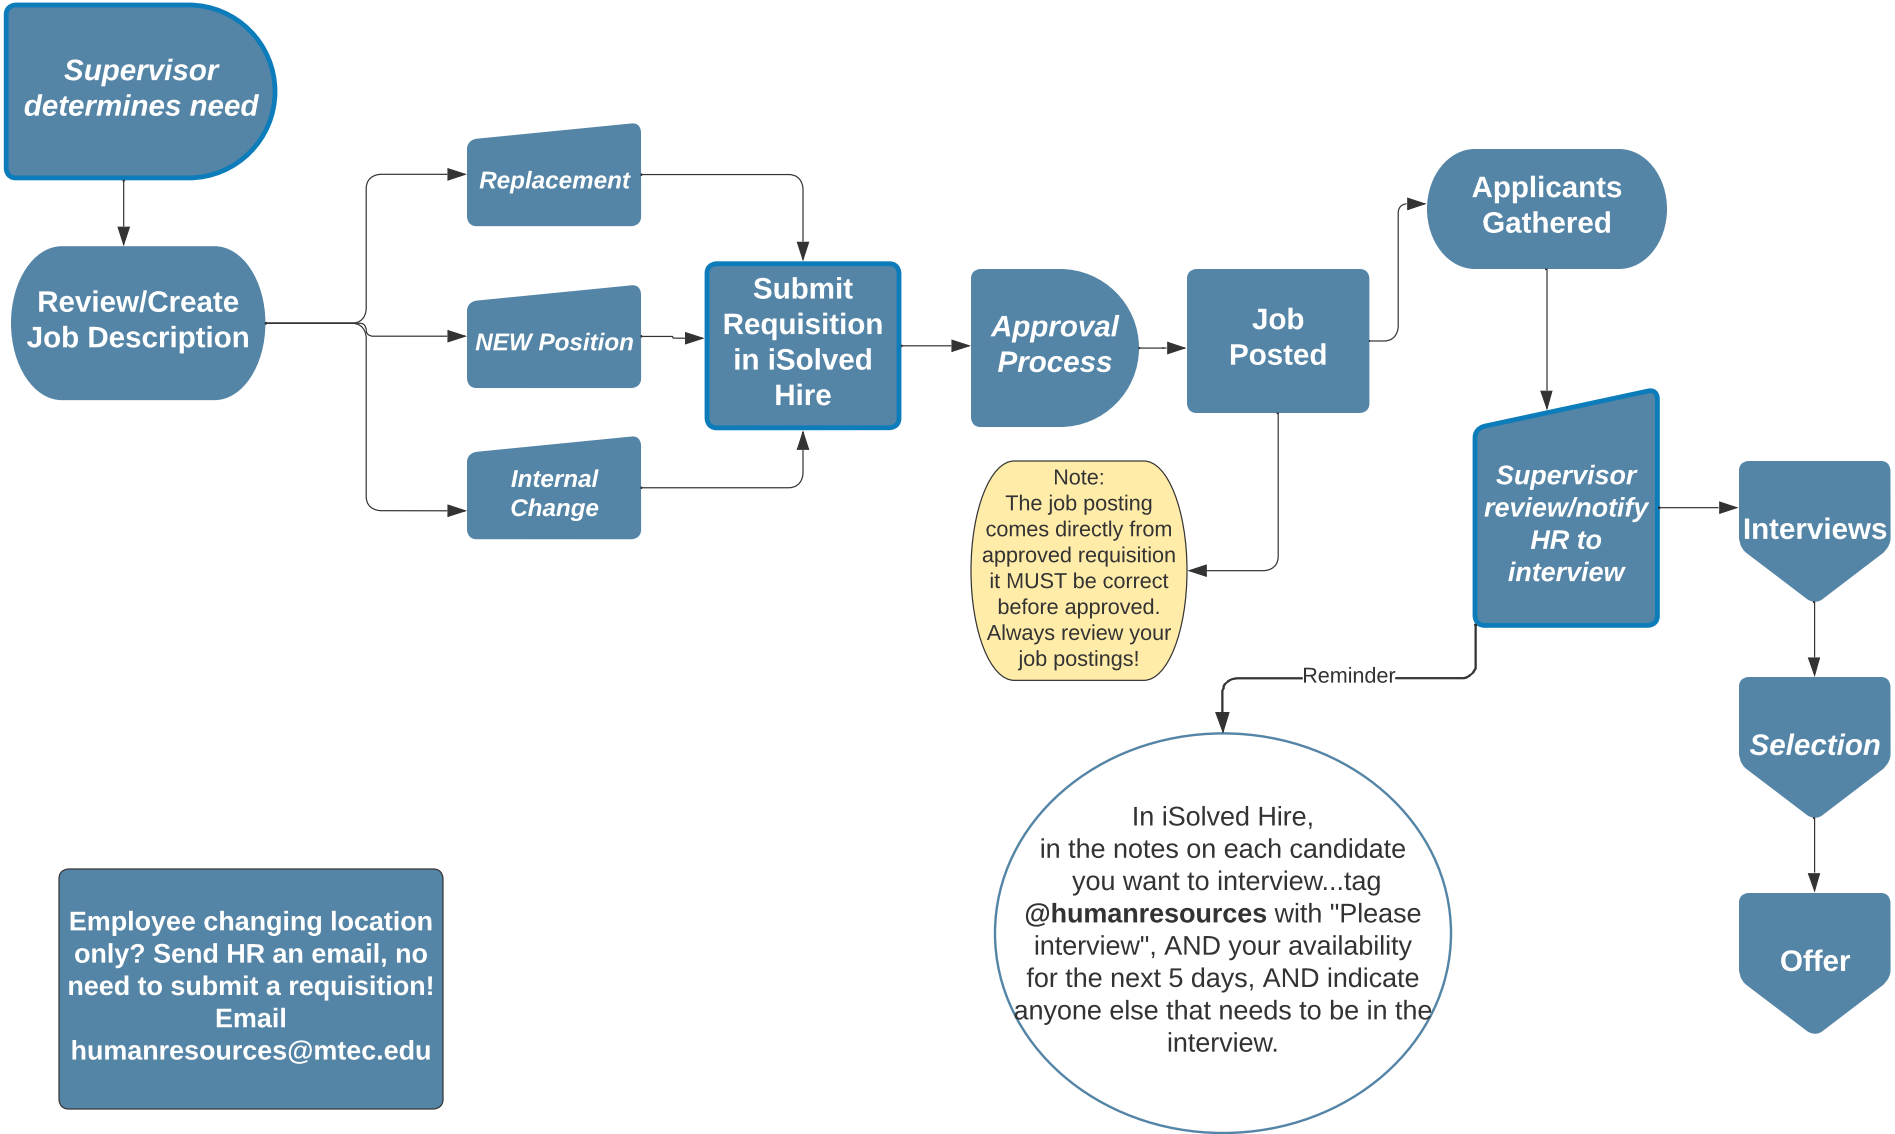 Supervisor
determines need
Review/Create
Job Description
Replacement
NEW Position
Internal
Change
Submit
Requisition
in iSolved
Hire
Approval
Process
Job
Posted
Note:
The job posting
comes directly from
approved requisition
it MUST be correct
before approved.
Always review your
job postings!
Applicants
Gathered
Supervisor
review/notify
HR to
interview
Reminder
In iSolved Hire,
in the notes on each candidate
you want to interview...tag
@humanresources with "Please
interview", AND your availability
for the next 5 days, AND indicate
anyone else that needs to be in the
interview.
Interviews
Selection
Offer
Employee changing location
only? Send HR an email, no
need to submit a requisition!
Email
humanresources@mtec.edu